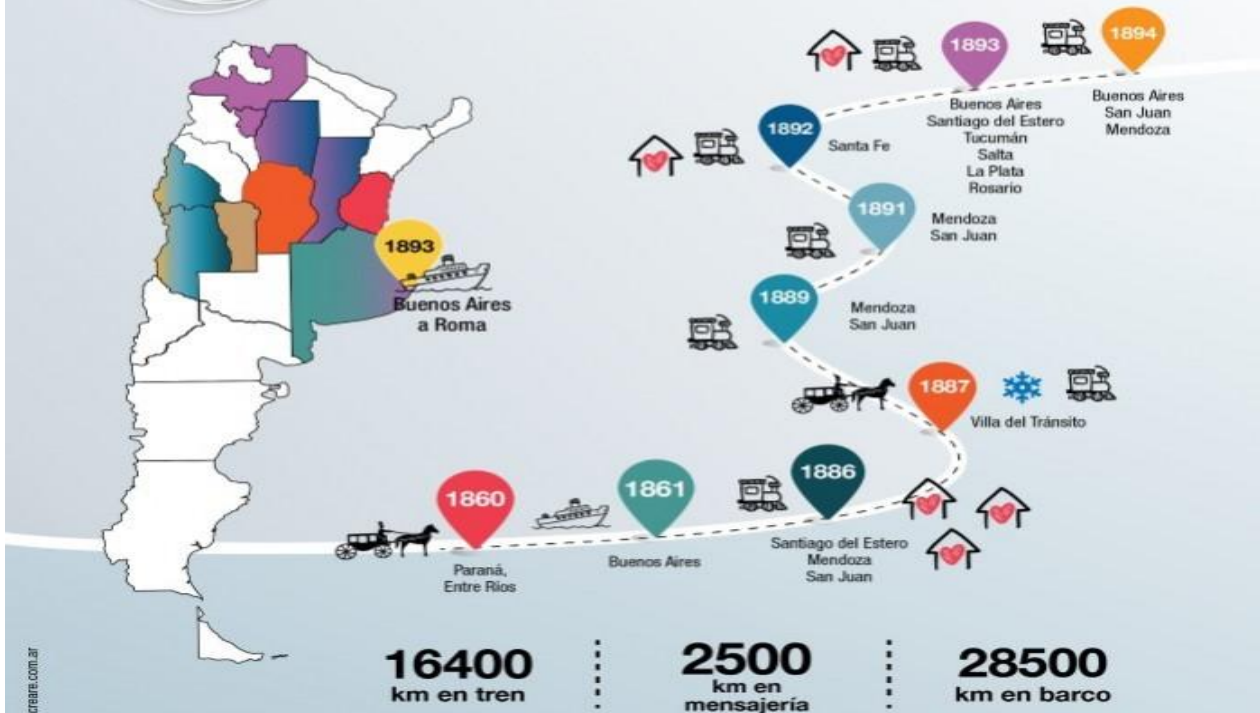 1893
Buenos Aires
a Roma
1860
Paraná,
Entre Ríos
1861
Buenos Aires
1886
Santiago del Estero
Mendoza
San Juan
1887
Villa del Tránsito
1889
Mendoza
San Juan
1891
Mendoza
San Juan
1892
Santa Fe
1893
Buenos Aires
Santiago del Estero
Tucumán
Salta
La Plata
Rosario
1894
Buenos Aires
San Juan
Mendoza
16400
km en tren
2500
km en
mensajería
28500
km en barco
creare.com.ar